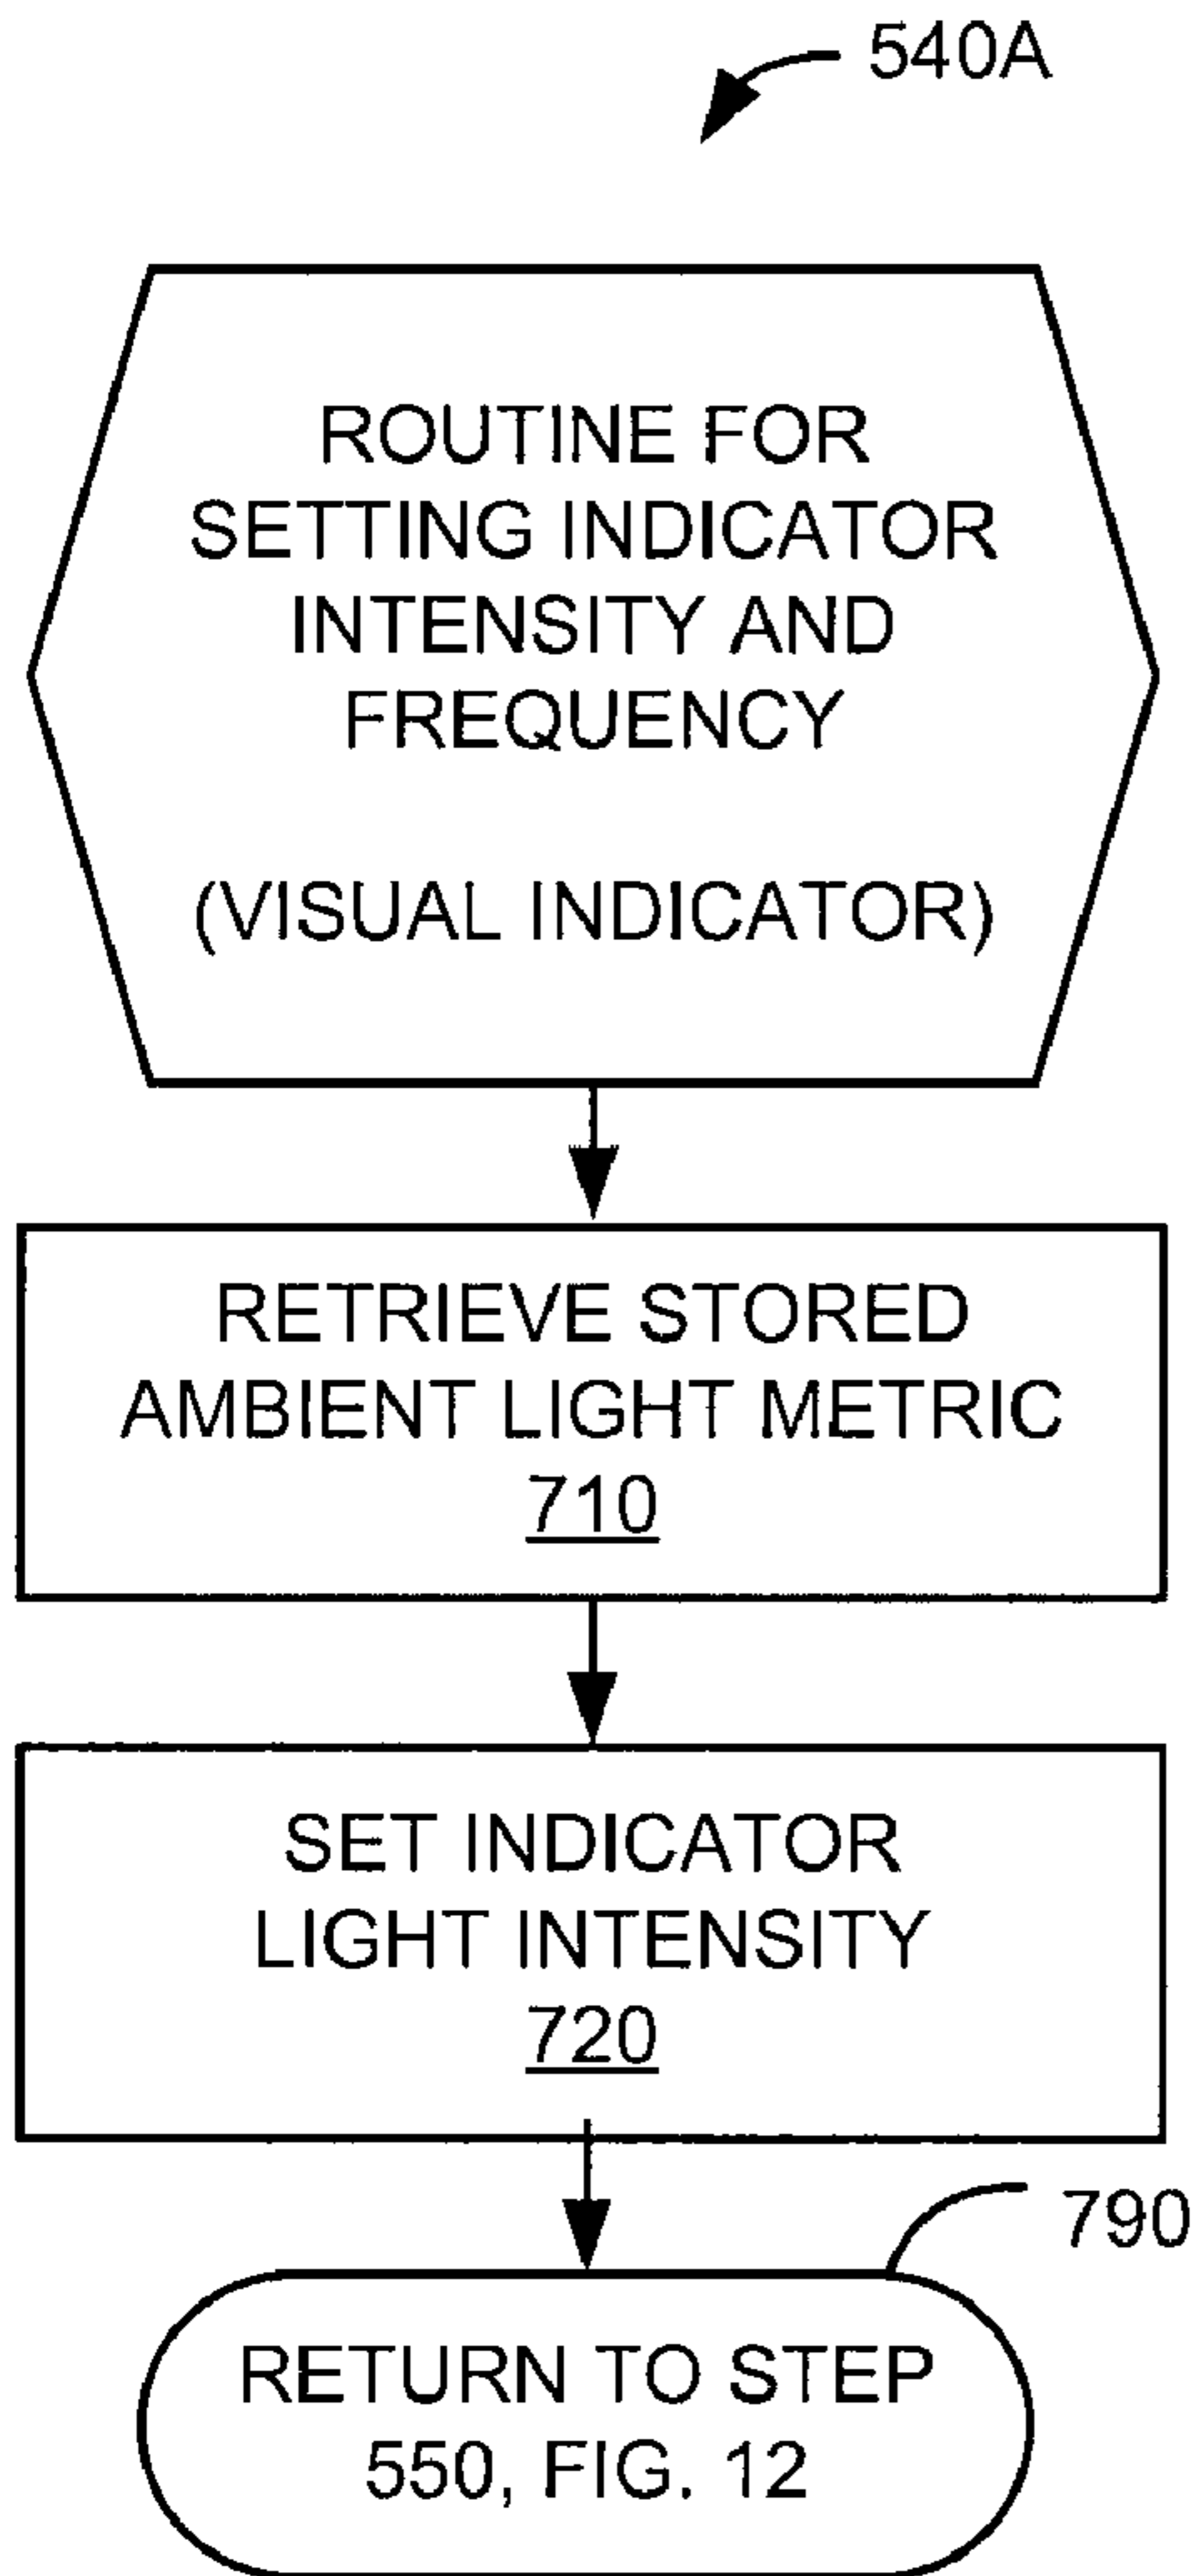 540A
ROUTINE FOR
SETTING INDICATOR
INTENSITY AND
FREQUENCY
(VISUAL INDICATOR)
RETRIEVE STORED
AMBIENT LIGHT METRIC
710
SET INDICATOR
LIGHT INTENSITY
720
790
RETURN TO STEP
550, FIG. 12